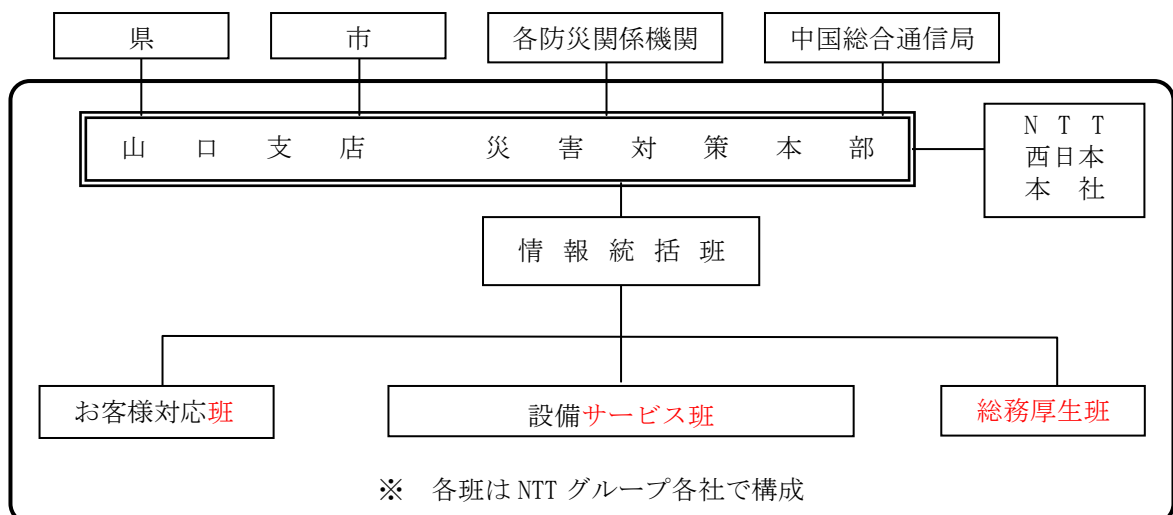 県
市
各防災関係機関
中国総合通信局
山口支店 災害対策本部
NTT
西日本
本社
情報統括班
お客様対応班
設備サービス班
総務厚生班
※ 各班は NTT グループ各社で構成